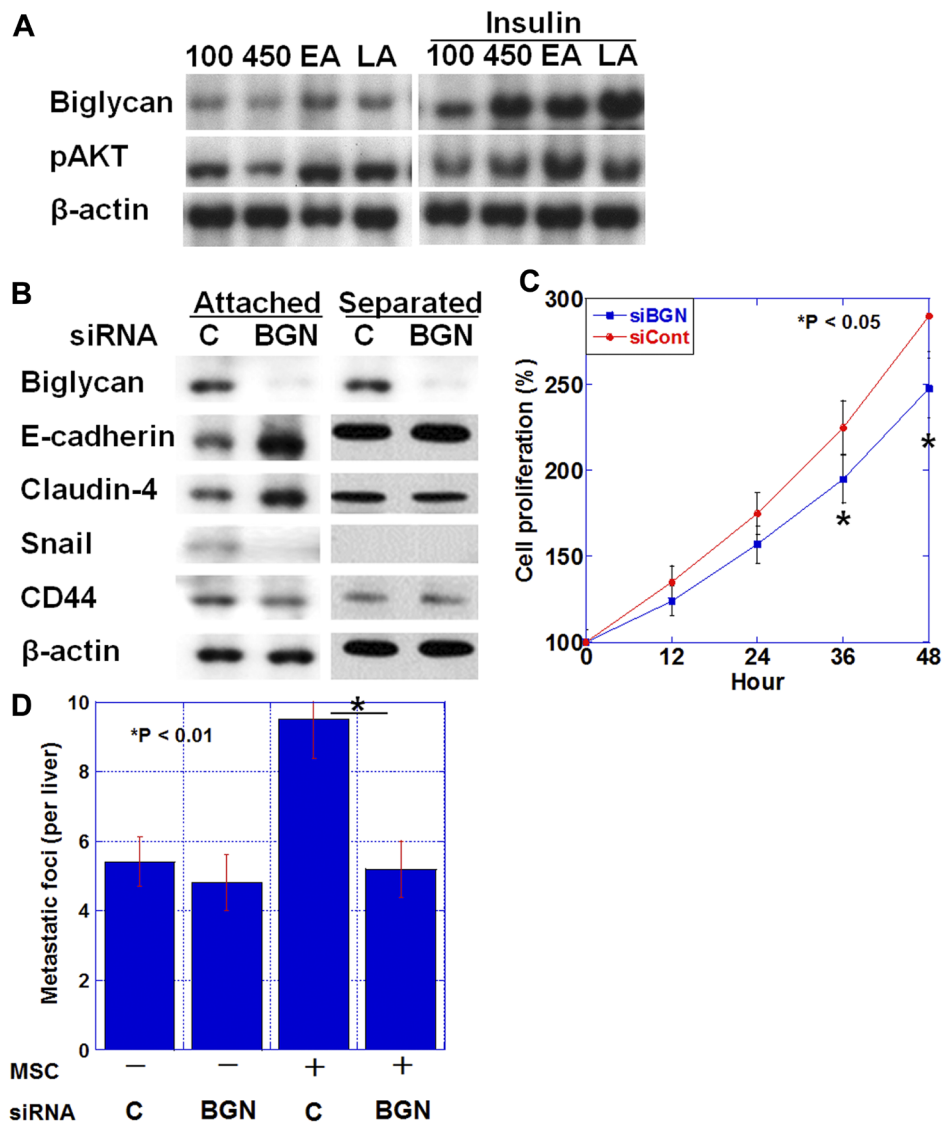 A
Insulin
100 450 EA LA 100 450 EA LA
Biglycan
pAKT
β-actin
B
Attached Separated
siRNA C BGN C BGN
Biglycan
E-cadherin
Claudin-4
Snail
CD44
β-actin
C
300
250
200
150
100
Cell proliferation (%)
siBGN
siCont
*P < 0.05
*
*
0 12 24 36 48
Hour
D
10
8
6
4
2
0
Metastatic foci (per liver)
*P < 0.01
*
MSC − − + +
siRNA C BGN C BGN